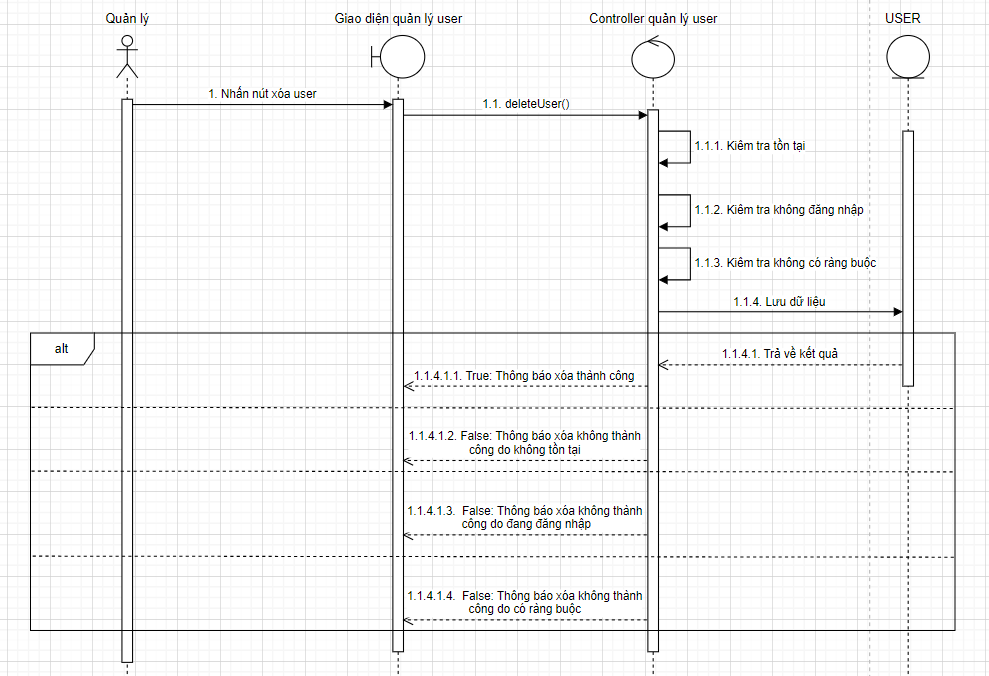 Quản lý
Giao diện quản lý user
Controller quản lý user
USER
1. Nhấn nút xóa user
1.1. deleteUser()
1.1.1. Kiêm tra tồn tại
1.1.2. Kiêm tra không đăng nhập
1.1.3. Kiêm tra không có ràng buộc
1.1.4. Lưu dữ liệu
alt
1.1.4.1. Trả về kết quả
1.1.4.1.1. True: Thông báo xóa thành công
1.1.4.1.2. False: Thông báo xóa không thành
công do không tồn tại
1.1.4.1.3. False: Thông báo xóa không thành
công do đang đăng nhập
1.1.4.1.4. False: Thông báo xóa không thành
công do có ràng buộc